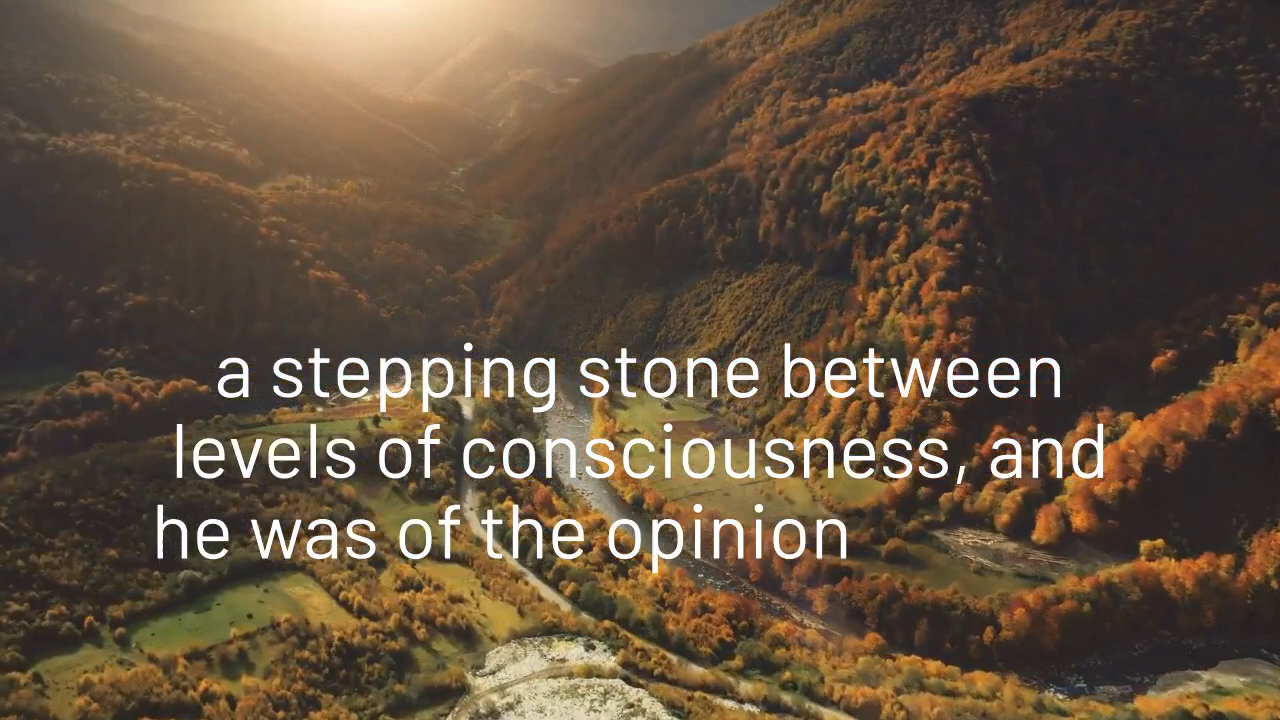 a stepping stone between
levels of consciousness, and
he was of the opinion